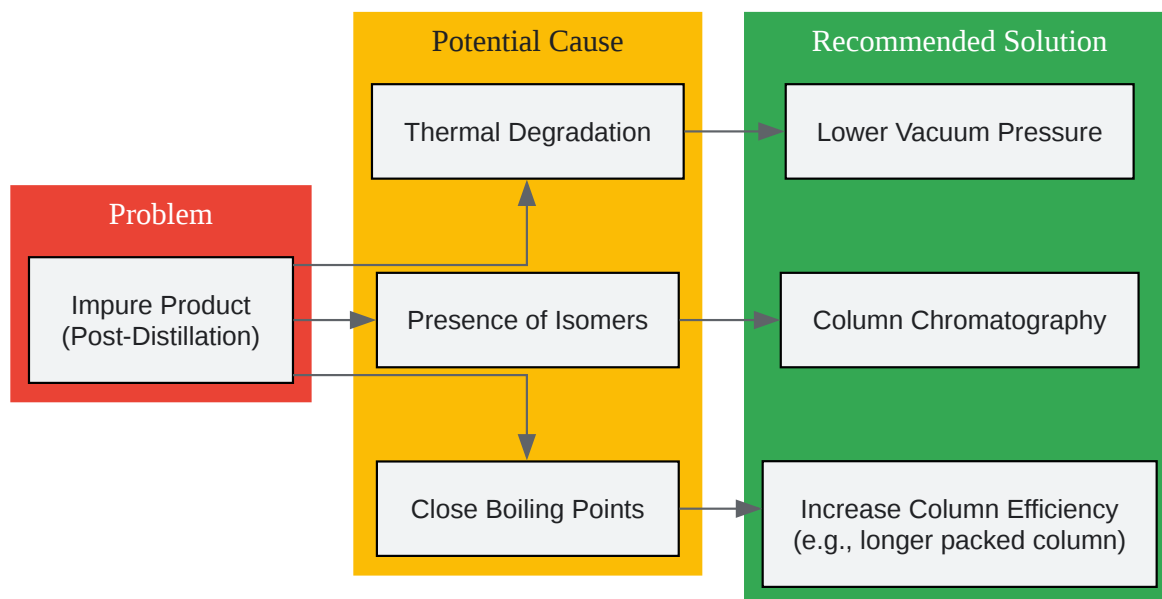 Problem
Impure Product
(Post-Distillation)
Potential Cause
Thermal Degradation
Presence of Isomers
Close Boiling Points
Recommended Solution
Lower Vacuum Pressure
Column Chromatography
Increase Column Efficiency
(e.g., longer packed column)